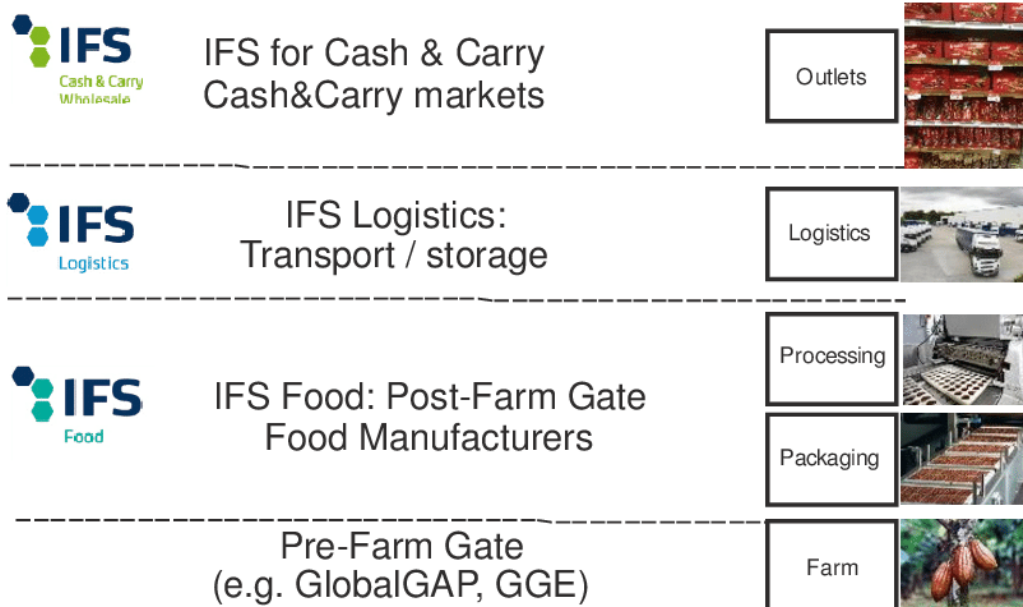 IFS
Cash & Carry
Wholesale
IFS for Cash & Carry
Cash&Carry markets
Outlets
IFS
Logistics
IFS Logistics:
Transport / storage
Logistics
IFS
Food
IFS Food: Post-Farm Gate
Food Manufacturers
Processing
Packaging
Pre-Farm Gate
(e.g. GlobalGAP, GGE)
Farm